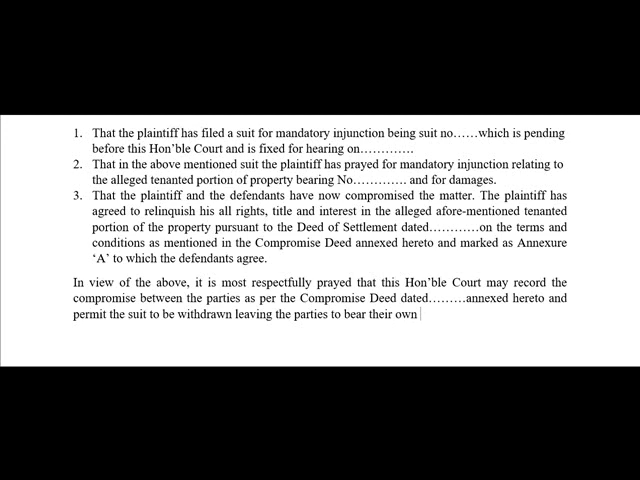 1. That the plaintiff has filed a suit for mandatory injunction being suit no……which is pending
before this Hon’ble Court and is fixed for hearing on………….
2. That in the above mentioned suit the plaintiff has prayed for mandatory injunction relating to
the alleged tenanted portion of property bearing No…………. and for damages.
3. That the plaintiff and the defendants have now compromised the matter. The plaintiff has
agreed to relinquish his all rights, title and interest in the alleged afore-mentioned tenanted
portion of the property pursuant to the Deed of Settlement dated…………on the terms and
conditions as mentioned in the Compromise Deed annexed hereto and marked as Annexure
‘A’ to which the defendants agree.
In view of the above, it is most respectfully prayed that this Hon’ble Court may record the
compromise between the parties as per the Compromise Deed dated………annexed hereto and
permit the suit to be withdrawn leaving the parties to bear their own